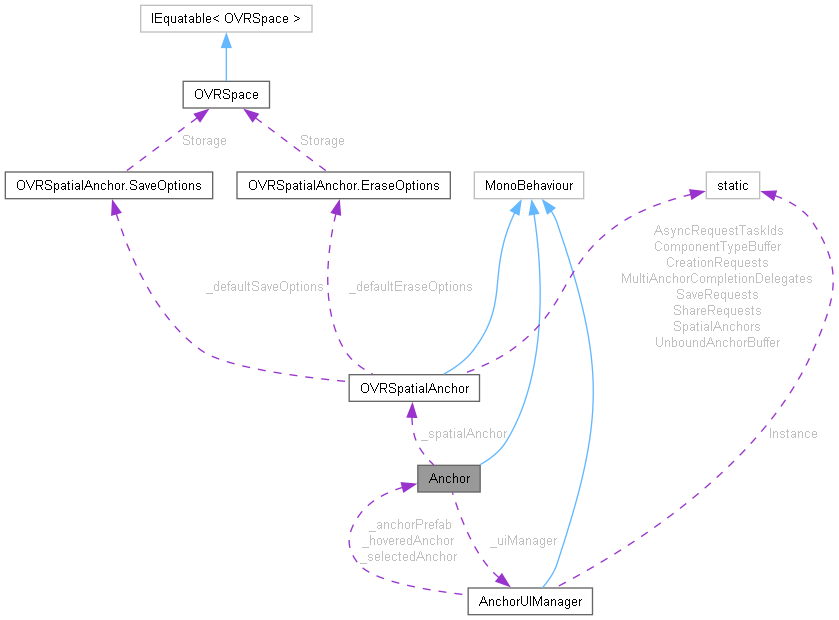 IEquatable< OVRSpace >
OVRSpace
Storage
Storage
OVRSpatialAnchor.SaveOptions
OVRSpatialAnchor.EraseOptions
MonoBehaviour
static
AsyncRequestTaskIds
ComponentTypeBuffer
CreationRequests
MultiAnchorCompletionDelegates
SaveRequests
ShareRequests
SpatialAnchors
UnboundAnchorBuffer
_defaultSaveOptions
_defaultEraseOptions
OVRSpatialAnchor
_spatialAnchor
Instance
Anchor
_anchorPrefab
_hoveredAnchor
_selectedAnchor
_uiManager
AnchorUIManager